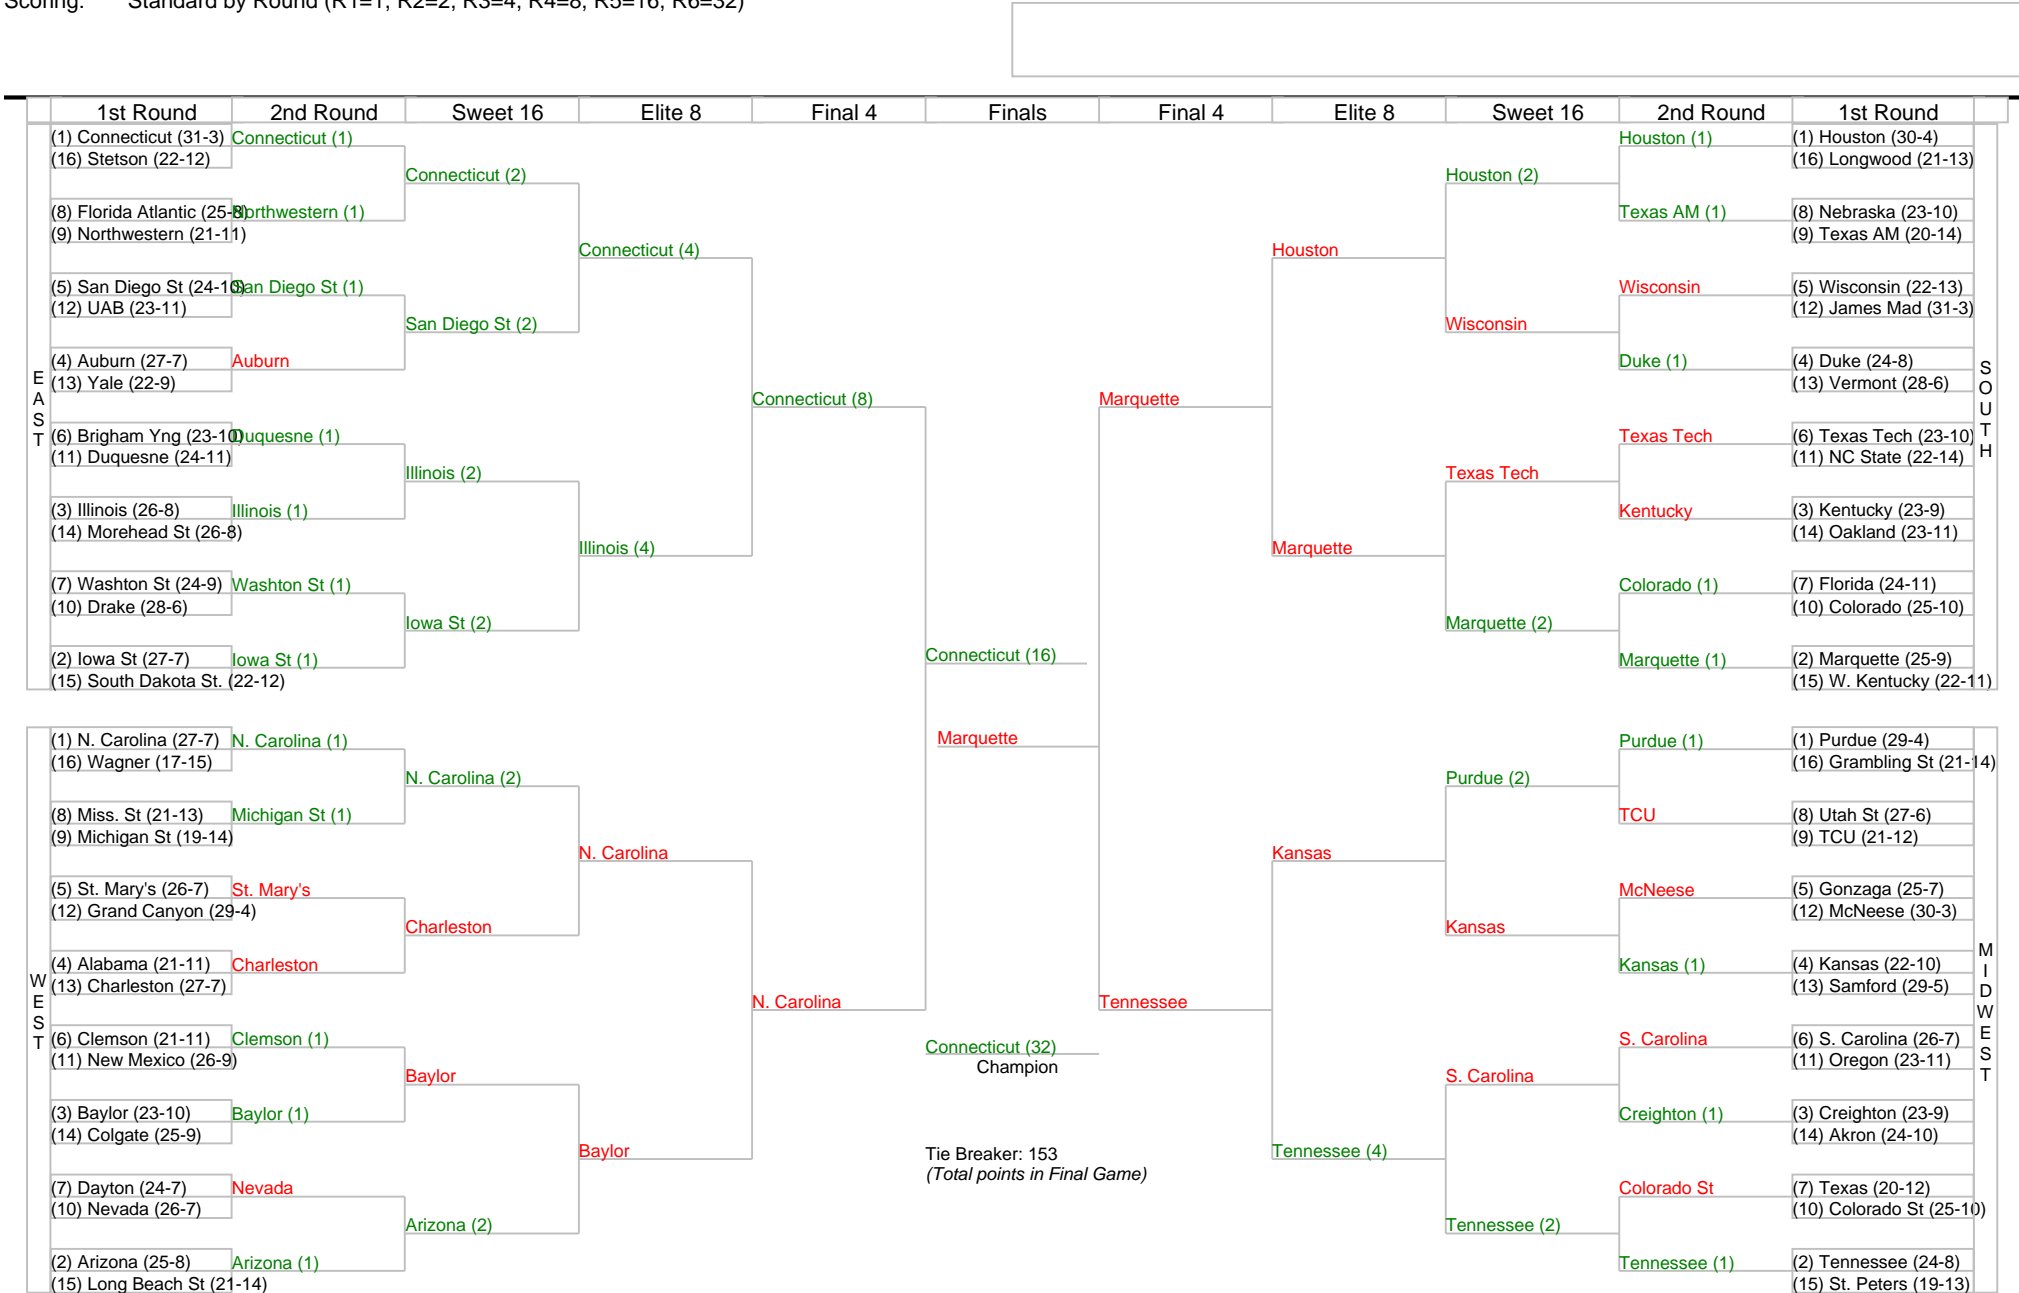 Scoring: Standard by Round (R1=1, R2=2, R3=4, R4=8, R5=16, R6=32)
1st Round 2nd Round Sweet 16 Elite 8 Final 4 Finals Final 4 Elite 8 Sweet 16 2nd Round 1st Round
EAST
(1) Connecticut (31-3)
(16) Stetson (22-12)
(8) Florida Atlantic (25-8)
(9) Northwestern (21-11)
(5) San Diego St (24-10)
(12) UAB (23-11)
(4) Auburn (27-7)
(13) Yale (22-9)
(6) Brigham Yng (23-10)
(11) Duquesne (24-11)
(3) Illinois (26-8)
(14) Morehead St (26-8)
(7) Washton St (24-9)
(10) Drake (28-6)
(2) Iowa St (27-7)
(15) South Dakota St. (22-12)
Connecticut (1)
Northwestern (1)
San Diego St (1)
Auburn
Duquesne (1)
Illinois (1)
Washton St (1)
Iowa St (1)
Connecticut (2)
San Diego St (2)
Illinois (2)
Iowa St (2)
Connecticut (4)
Illinois (4)
Connecticut (8)
WEST
(1) N. Carolina (27-7)
(16) Wagner (17-15)
(8) Miss. St (21-13)
(9) Michigan St (19-14)
(5) St. Mary's (26-7)
(12) Grand Canyon (29-4)
(4) Alabama (21-11)
(13) Charleston (27-7)
(6) Clemson (21-11)
(11) New Mexico (26-9)
(3) Baylor (23-10)
(14) Colgate (25-9)
(7) Dayton (24-7)
(10) Nevada (26-7)
(2) Arizona (25-8)
(15) Long Beach St (21-14)
N. Carolina (1)
Michigan St (1)
St. Mary's
Charleston
Clemson (1)
Baylor (1)
Nevada
Arizona (1)
N. Carolina (2)
Charleston
Baylor
Arizona (2)
N. Carolina
Baylor
N. Carolina
Connecticut (16)
Marquette
Connecticut (32)
Champion
Tie Breaker: 153
(Total points in Final Game)
Marquette
Tennessee
Houston
Marquette
Houston (2)
Wisconsin
Texas Tech
Marquette (2)
Houston (1)
Texas AM (1)
Wisconsin
Duke (1)
Texas Tech
Kentucky
Colorado (1)
Marquette (1)
(1) Houston (30-4)
(16) Longwood (21-13)
(8) Nebraska (23-10)
(9) Texas AM (20-14)
(5) Wisconsin (22-13)
(12) James Mad (31-3)
(4) Duke (24-8)
(13) Vermont (28-6)
(6) Texas Tech (23-10)
(11) NC State (22-14)
(3) Kentucky (23-9)
(14) Oakland (23-11)
(7) Florida (24-11)
(10) Colorado (25-10)
(2) Marquette (25-9)
(15) W. Kentucky (22-11)
SOUTH
Kansas
Tennessee (4)
Purdue (2)
Kansas
S. Carolina
Tennessee (2)
Purdue (1)
TCU
McNeese
Kansas (1)
S. Carolina
Creighton (1)
Colorado St
Tennessee (1)
(1) Purdue (29-4)
(16) Grambling St (21-14)
(8) Utah St (27-6)
(9) TCU (21-12)
(5) Gonzaga (25-7)
(12) McNeese (30-3)
(4) Kansas (22-10)
(13) Samford (29-5)
(6) S. Carolina (26-7)
(11) Oregon (23-11)
(3) Creighton (23-9)
(14) Akron (24-10)
(7) Texas (20-12)
(10) Colorado St (25-10)
(2) Tennessee (24-8)
(15) St. Peters (19-13)
MIDWEST